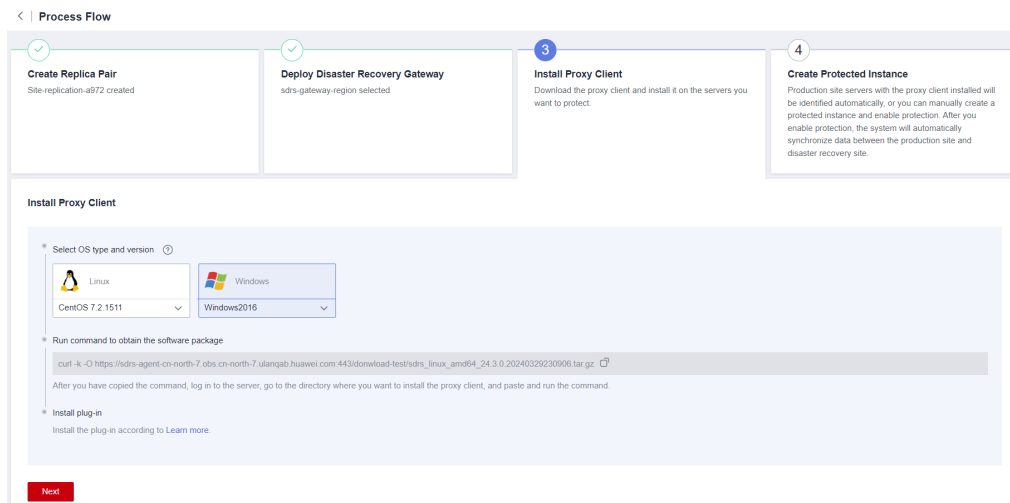 Process Flow
3
4
Create Replica Pair
Site-replication-a972 created
Deploy Disaster Recovery Gateway
sdrs-gateway-region selected
Install Proxy Client
Download the proxy client and install it on the servers you
want to protect.
Create Protected Instance
Production site servers with the proxy client installed will
be identified automatically, or you can manually create a
protected instance and enable protection. After you
enable protection, the system will automatically
synchronize data between the production site and
disaster recovery site.
Install Proxy Client
Select OS type and version ?
Linux
Windows
CentOS 7.2.1511
Windows2016
Run command to obtain the software package
curl -k -O https://sdrs-agent-cn-north-7.obs.cn-north-7.ulanqab.huawei.com:443/donwload-test/sdrs_linux_amd64_24.3.0.20240329230906.tar.gz
After you have copied the command, log in to the server, go to the directory where you want to install the proxy client, and paste and run the command.
Install plug-in
Install the plug-in according to Learn more.
Next